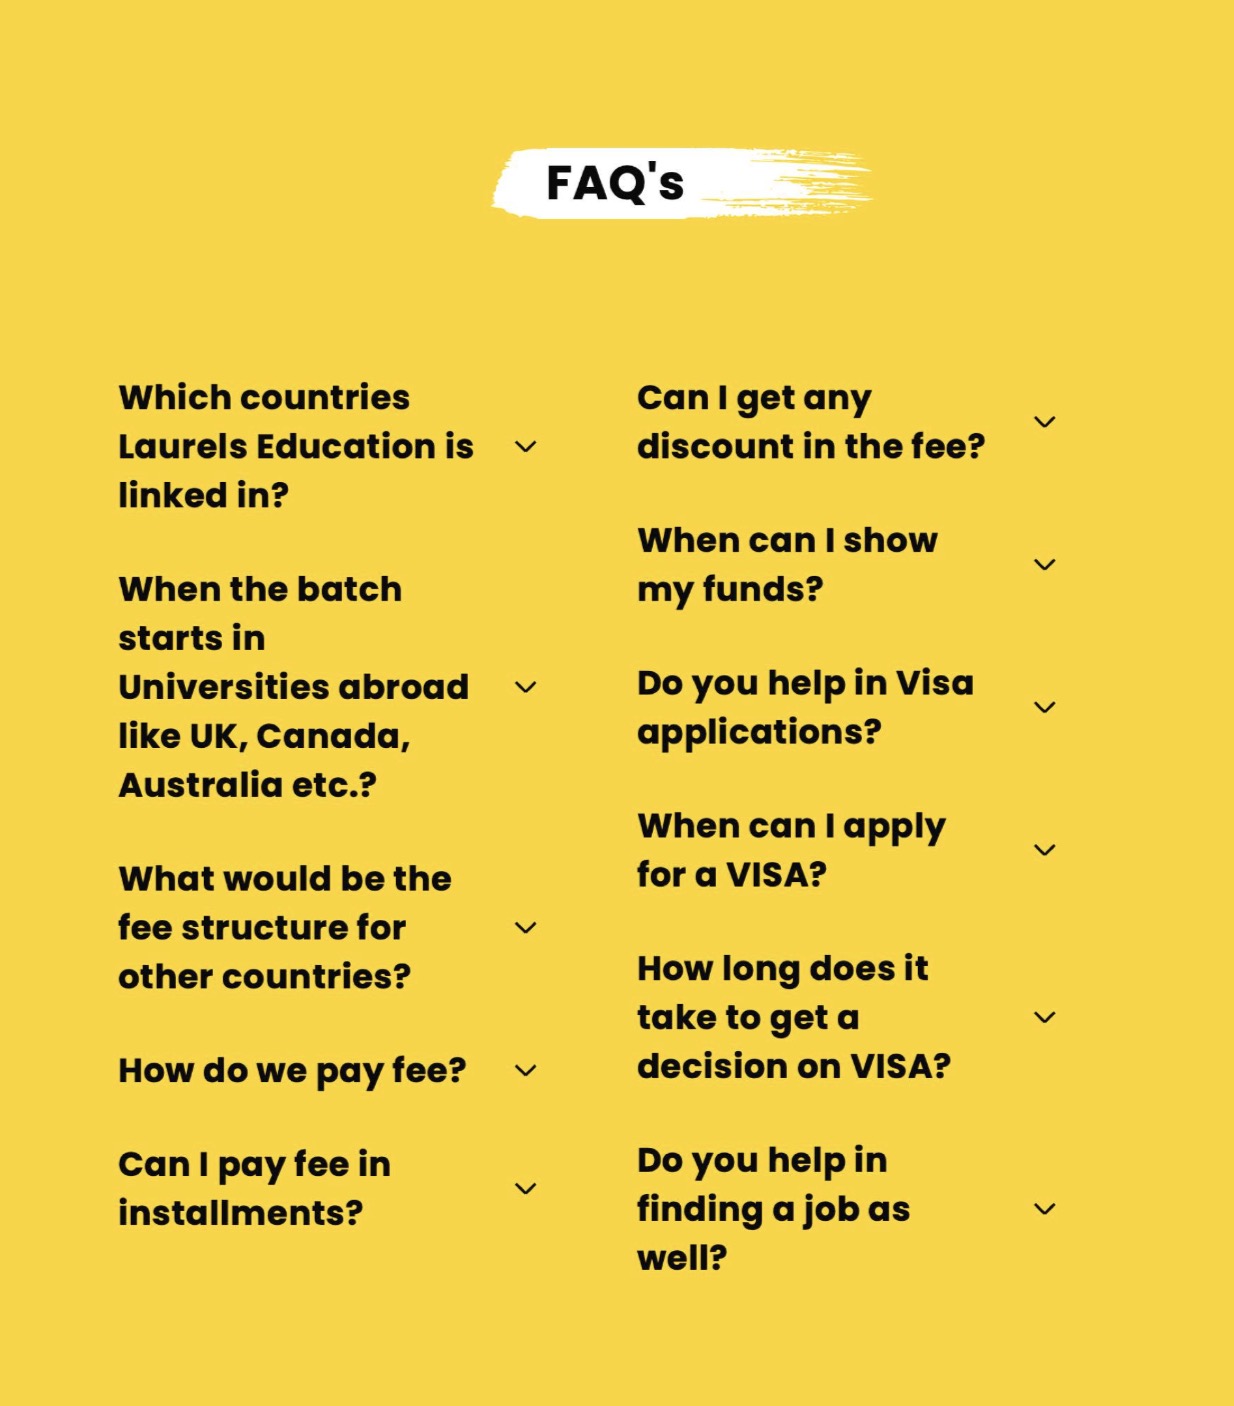 FAQ's
Which countries
Laurels Education is
linked in?
When the batch
starts in
Universities abroad
like UK, Canada,
Australia etc.?
What would be the
fee structure for
other countries?
How do we pay fee?
Can I pay fee in
installments?
Can I get any
discount in the fee?
When can I show
my funds?
Do you help in Visa
applications?
When can I apply
for a VISA?
How long does it
take to get a
decision on VISA?
Do you help in
finding a job as
well?